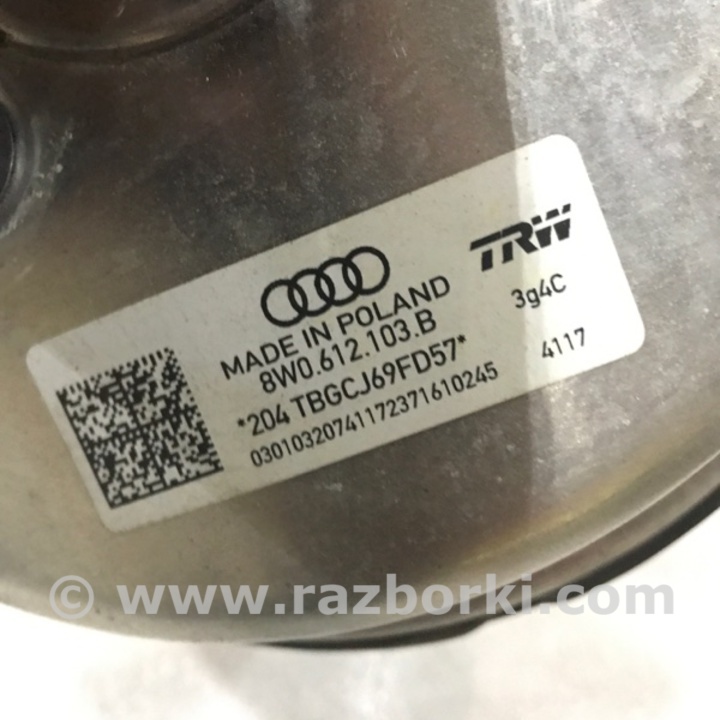 TRW
MADE IN POLAND
3g4C
8W0.612.103.B
*204 TBGCJ69FD57*
4117
03010320741172371610245
© www.razborki.com